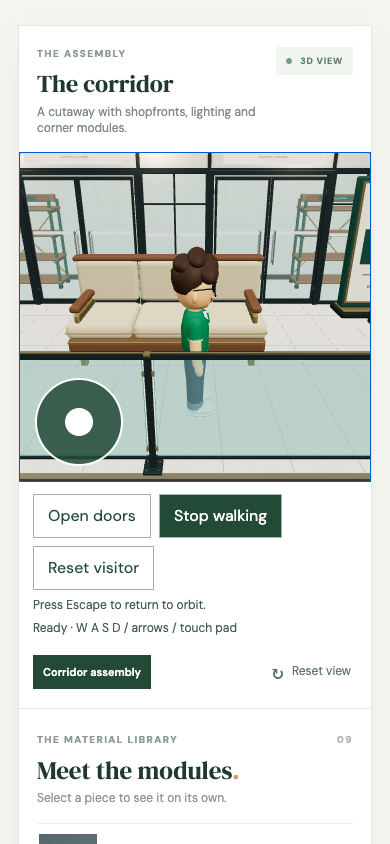 THE ASSEMBLY
The corridor
3D VIEW
A cutaway with shopfronts, lighting and
corner modules.
Open doors
Stop walking
Reset visitor
Press Escape to return to orbit.
Ready · W A S D / arrows / touch pad
Corridor assembly
↻ Reset view
THE MATERIAL LIBRARY
09
Meet the modules.
Select a piece to see it on its own.